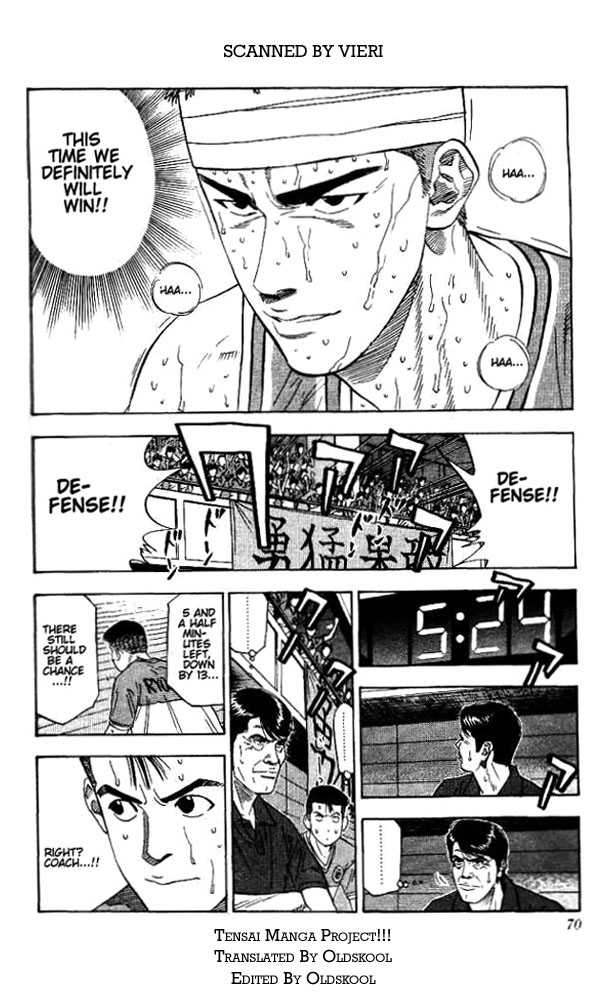 SCANNED BY VIERI
HAA...
THIS
TIME WE
DEFINITELY
WILL
WIN!!
HAA...
HAA...
DE-
FENSE!!
DE-
FENSE!!
勇猛果敢
5:24
5 AND
A HALF
MIN-
UTES
LEFT,
DOWN
BY 13...
THERE
STILL
SHOULD
BE A
CHANCE
...!!
RYO
RIGHT?
COACH...!!
70
TENSAI MANGA PROJECT!!!
TRANSLATED BY OLDSKOOL
EDITED BY OLDSKOOL